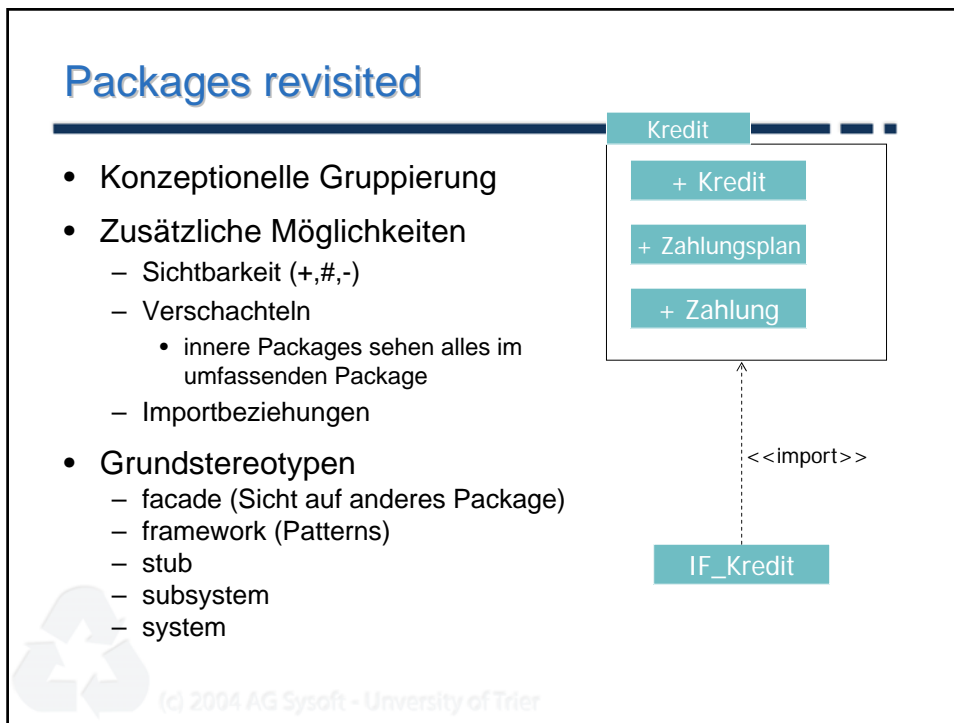 Packages revisited
• Konzeptionelle Gruppierung
• Zusätzliche Möglichkeiten
– Sichtbarkeit (+,#,-)
– Verschachteln
• innere Packages sehen alles im
umfassenden Package
– Importbeziehungen
• Grundstereotypen
– facade (Sicht auf anderes Package)
– framework (Patterns)
– stub
– subsystem
– system
Kredit
+ Kredit
+ Zahlungsplan
+ Zahlung
<<import>>
IF_Kredit
(c) 2004 AG Sysoft - Unversity of Trier